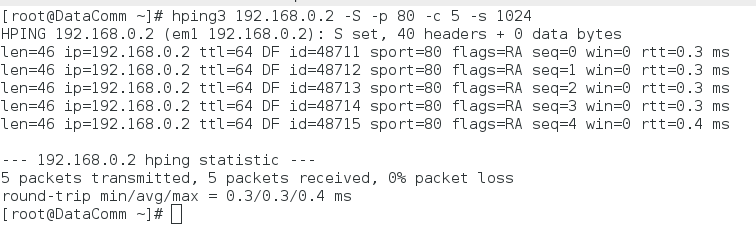 [root@DataComm ~]# hping3 192.168.0.2 -S -p 80 -c 5 -s 1024
HPING 192.168.0.2 (em1 192.168.0.2): S set, 40 headers + 0 data bytes
len=46 ip=192.168.0.2 ttl=64 DF id=48711 sport=80 flags=RA seq=0 win=0 rtt=0.3 ms
len=46 ip=192.168.0.2 ttl=64 DF id=48712 sport=80 flags=RA seq=1 win=0 rtt=0.3 ms
len=46 ip=192.168.0.2 ttl=64 DF id=48713 sport=80 flags=RA seq=2 win=0 rtt=0.3 ms
len=46 ip=192.168.0.2 ttl=64 DF id=48714 sport=80 flags=RA seq=3 win=0 rtt=0.3 ms
len=46 ip=192.168.0.2 ttl=64 DF id=48715 sport=80 flags=RA seq=4 win=0 rtt=0.4 ms
--- 192.168.0.2 hping statistic ---
5 packets transmitted, 5 packets received, 0% packet loss
round-trip min/avg/max = 0.3/0.3/0.4 ms
[root@DataComm ~]#